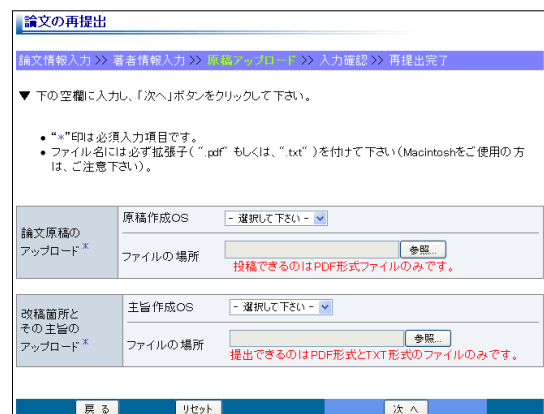 論文の再提出
論文情報入力 >> 著者情報入力 >> 原稿アップロード >> 入力確認 >> 再提出完了
▼ 下の空欄に入力し、「次へ」ボタンをクリックして下さい。
• “*”印は必須入力項目です。
• ファイル名には必ず拡張子( “.pdf” もしくは、“.txt” )を付けて下さい(Macintoshをご使用の方
は、ご注意下さい)。
論文原稿の
アップロード *
原稿作成OS
- 選択して下さい -
ファイルの場所
参照...
投稿できるのはPDF形式ファイルのみです。
改稿箇所と
その主旨の
アップロード *
主旨作成OS
- 選択して下さい -
ファイルの場所
参照...
提出できるのはPDF形式とTXT形式のファイルのみです。
戻 る
リセット
次 へ